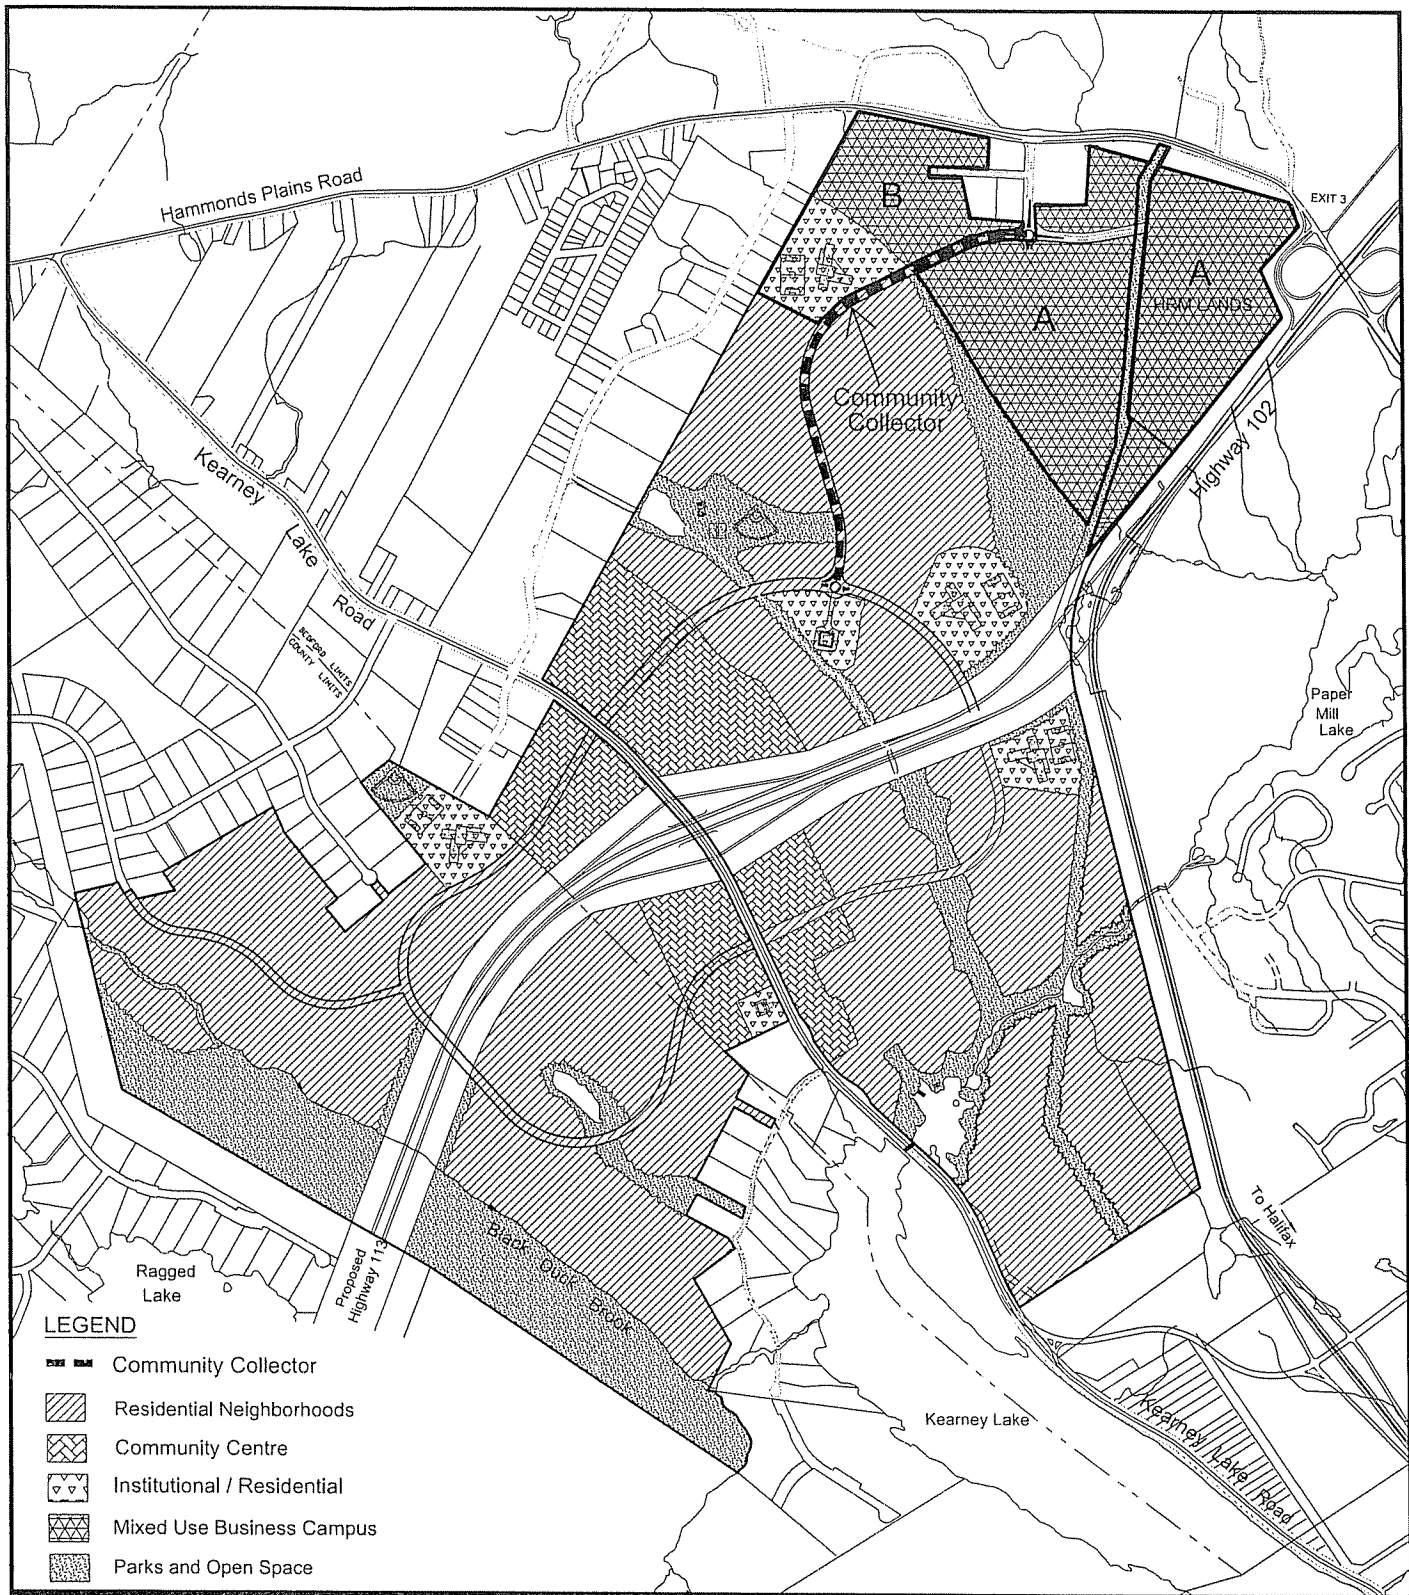 Hammonds Plains Road
EXIT 3
B
A
HRM LANDS
A
Community
Collector
Highway 102
Kearney
Lake
Road
BEDFORD LIMITS
COUNTY LIMITS
Paper
Mill
Lake
To Halifax
Ragged
Lake
Proposed
Highway 113
Black Duck Brook
Kearney Lake
Kearney Lake Road
LEGEND
Community Collector
Residential Neighborhoods
Community Centre
Institutional / Residential
Mixed Use Business Campus
Parks and Open Space